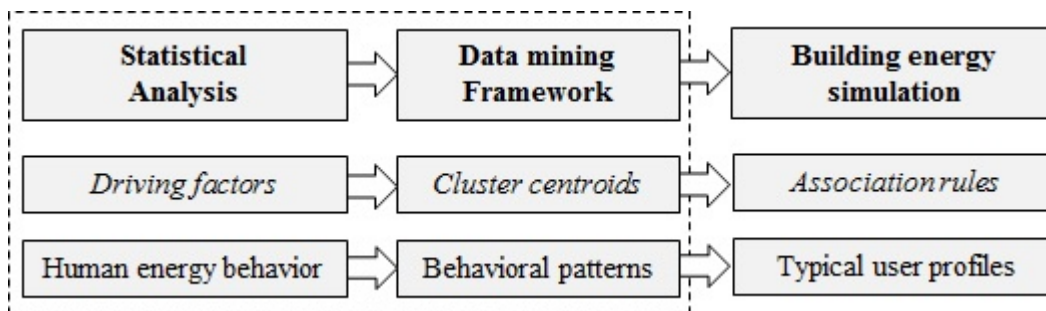 Statistical
Analysis
Data mining
Framework
Building energy
simulation
Driving factors
Cluster centroids
Association rules
Human energy behavior
Behavioral patterns
Typical user profiles